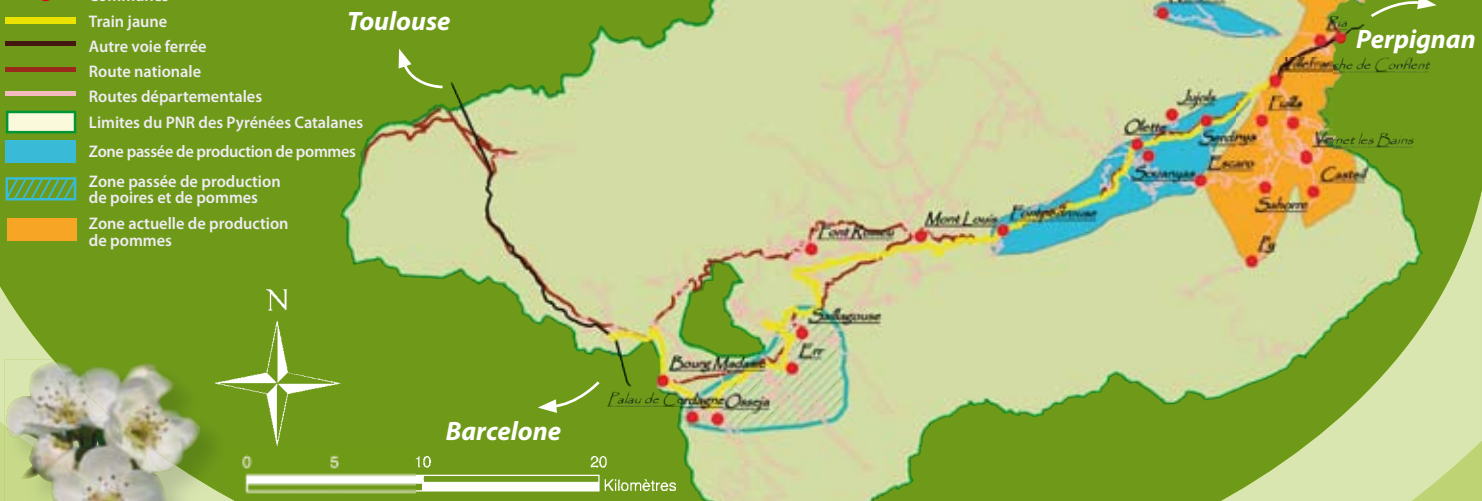 Communes
Train jaune
Autre voie ferrée
Route nationale
Routes départementales
Limites du PNR des Pyrénées Catalanes
Zone passée de production de pommes
Zone passée de production
de poires et de pommes
Zone actuelle de production
de pommes
Toulouse
Perpignan
Ria
Villefranche de Conflent
Jujols
Fuilla
Olette
Serdinya
Vernet les Bains
Souanyas
Escaro
Casteil
Sahorre
Mont Louis
Fontpédrouse
Font Romeu
Py
N
Saillagouse
Err
Bourg Madame
Palau de Cerdagne
Osseja
Barcelone
0 5 10 20
Kilomètres